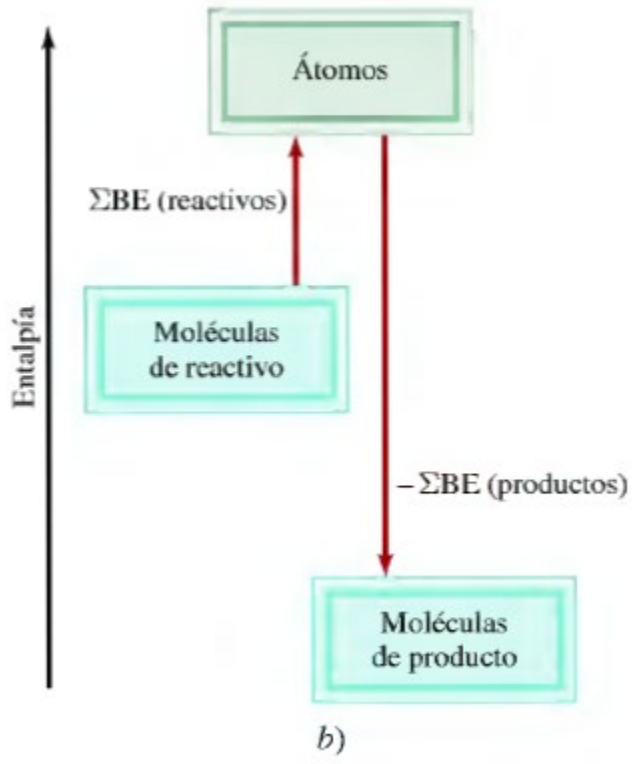 Átomos
ΣBE (reactivos)
Moléculas
de reactivo
Entalpía
– ΣBE (productos)
Moléculas
de producto
b)